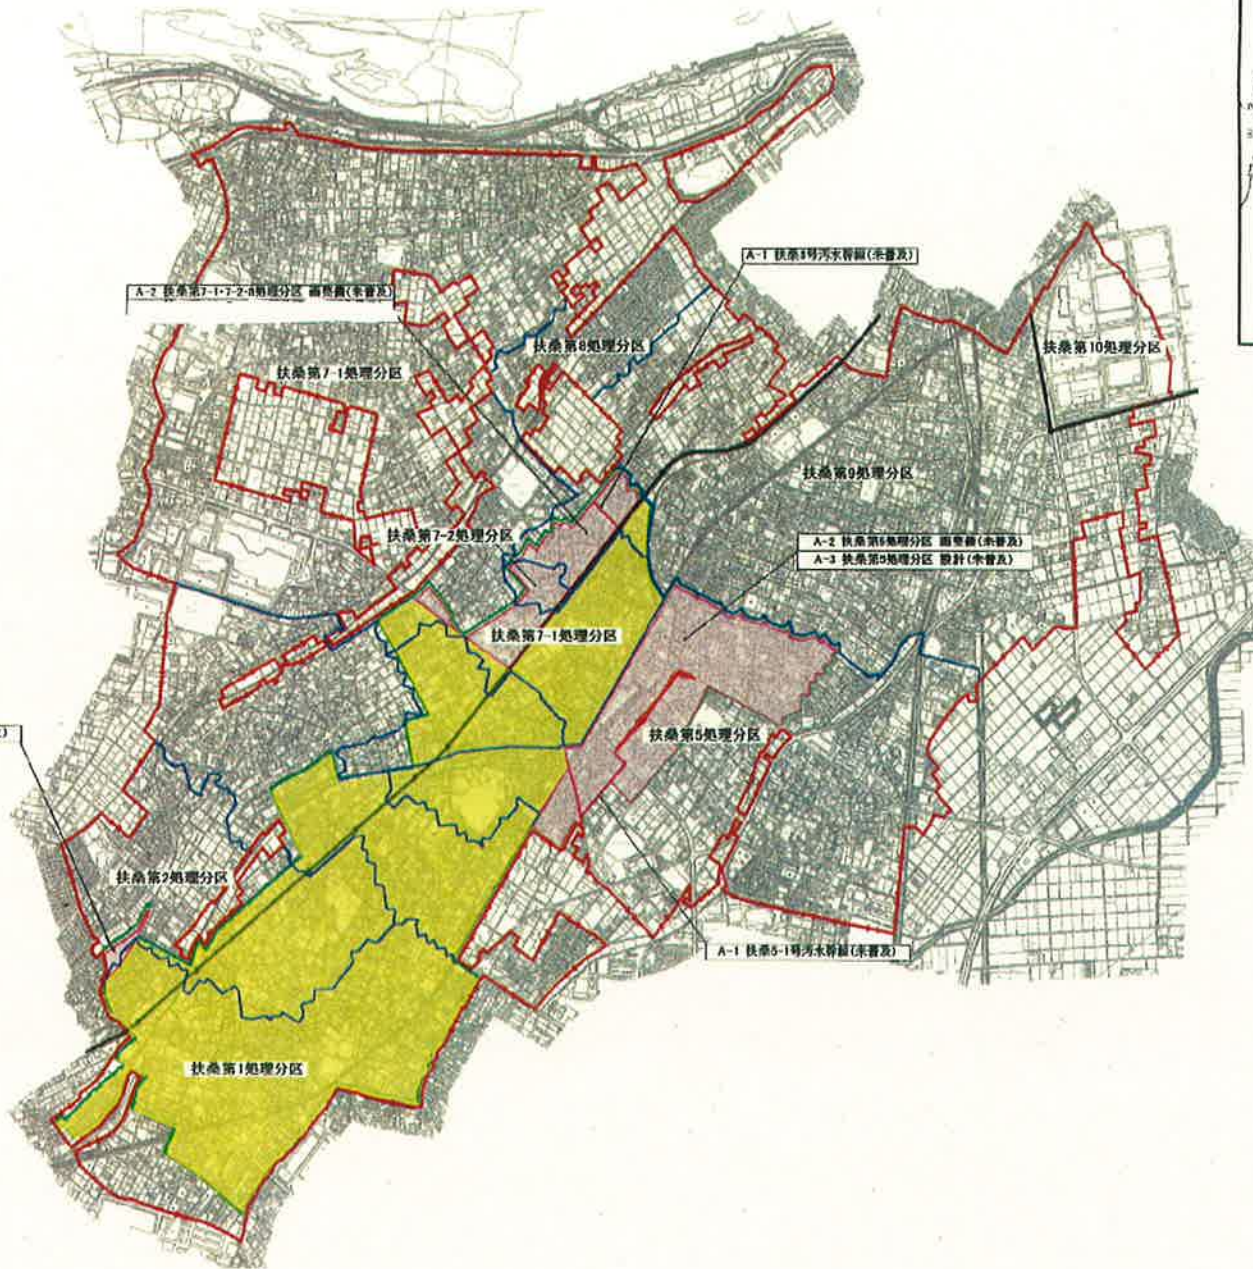 A-1 扶桑8号汚水幹線(未普及)
A-2 扶桑第7-1・7-2・8処理分区 面整備(未普及)
扶桑第8処理分区
扶桑第10処理分区
扶桑第7-1処理分区
扶桑第9処理分区
扶桑第7-2処理分区
A-2 扶桑第5処理分区 面整備(未普及)
A-3 扶桑第5処理分区 設計(未普及)
扶桑第7-1処理分区
扶桑第5処理分区
扶桑第2処理分区
A-1 扶桑5-1号汚水幹線(未普及)
扶桑第1処理分区